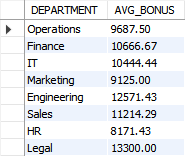 DEPARTMENT AVG_BONUS
Operations 9687.50
Finance 10666.67
IT 10444.44
Marketing 9125.00
Engineering 12571.43
Sales 11214.29
HR 8171.43
Legal 13300.00